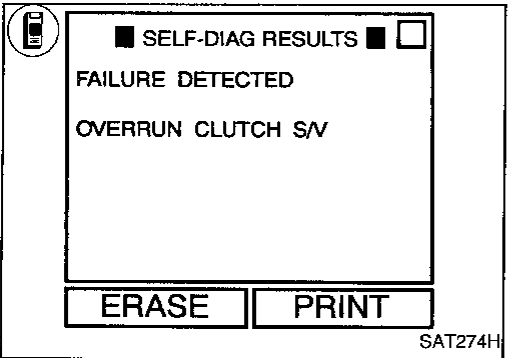 ■ SELF-DIAG RESULTS ■ □
FAILURE DETECTED
OVERRUN CLUTCH S/V
ERASE PRINT
SAT274H